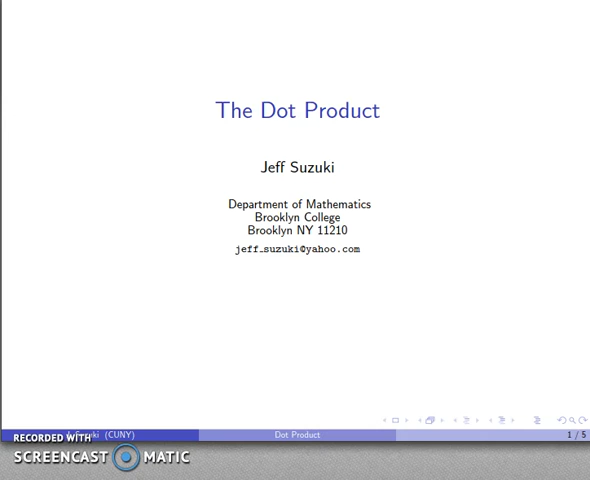 The Dot Product
Jeff Suzuki
Department of Mathematics
Brooklyn College
Brooklyn NY 11210
jeff_suzuki@yahoo.com
(CUNY)
Dot Product
1 / 5
RECORDED WITH
SCREENCAST MATIC